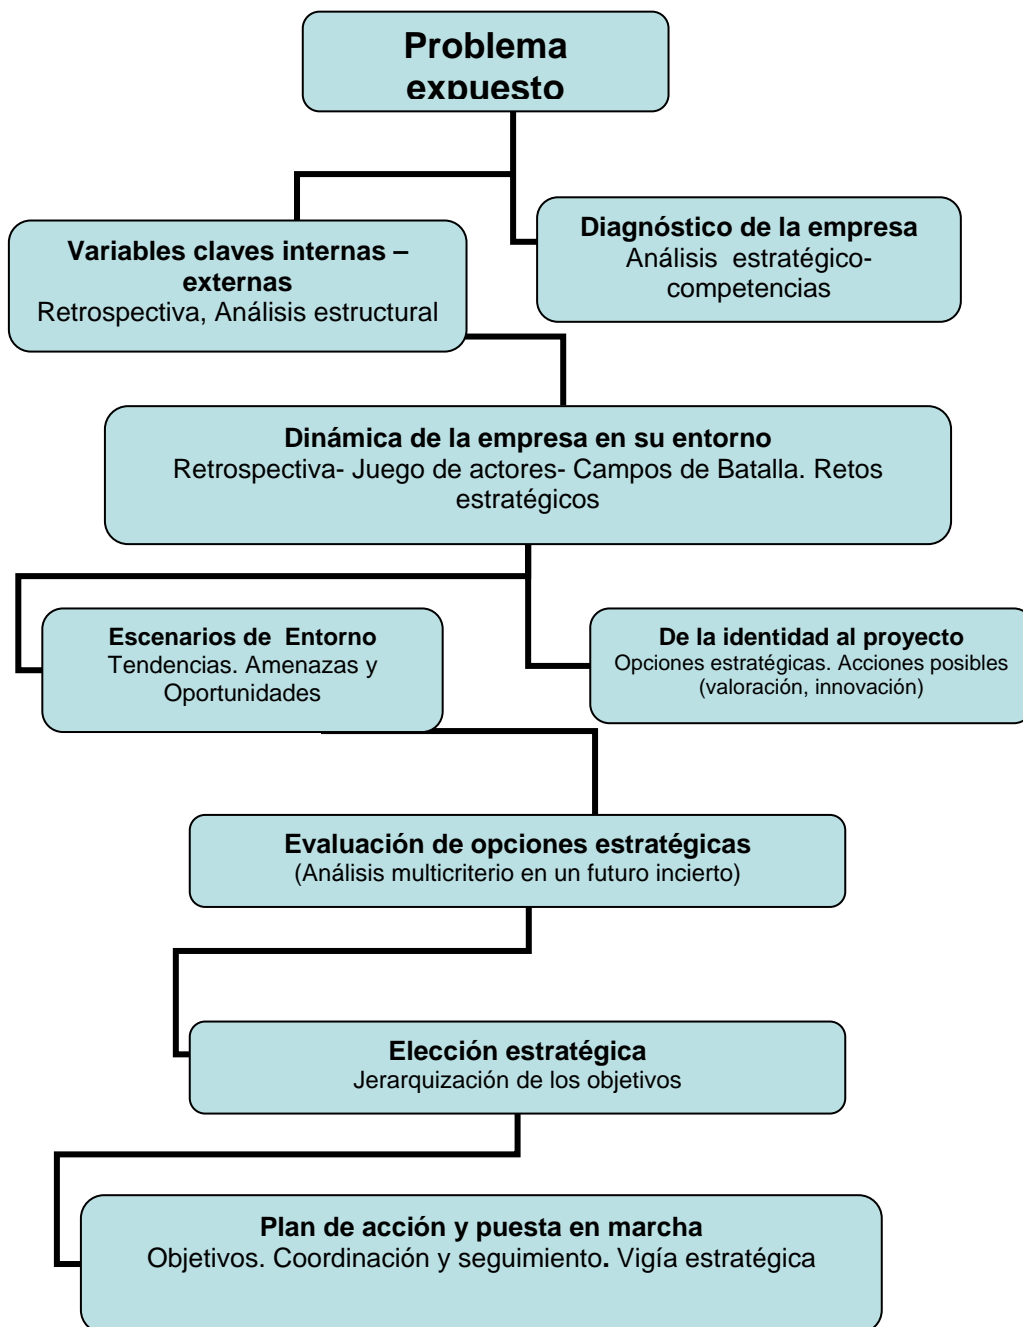 Problema
expuesto
Variables claves internas –
externas
Retrospectiva, Análisis estructural
Diagnóstico de la empresa
Análisis  estratégico-
competencias
Dinámica de la empresa en su entorno
Retrospectiva- Juego de actores- Campos de Batalla. Retos
estratégicos
Escenarios de  Entorno
Tendencias. Amenazas y
Oportunidades
De la identidad al proyecto
Opciones estratégicas. Acciones posibles
(valoración, innovación)
Evaluación de opciones estratégicas
(Análisis multicriterio en un futuro incierto)
Elección estratégica
Jerarquización de los objetivos
Plan de acción y puesta en marcha
Objetivos. Coordinación y seguimiento. Vigía estratégica